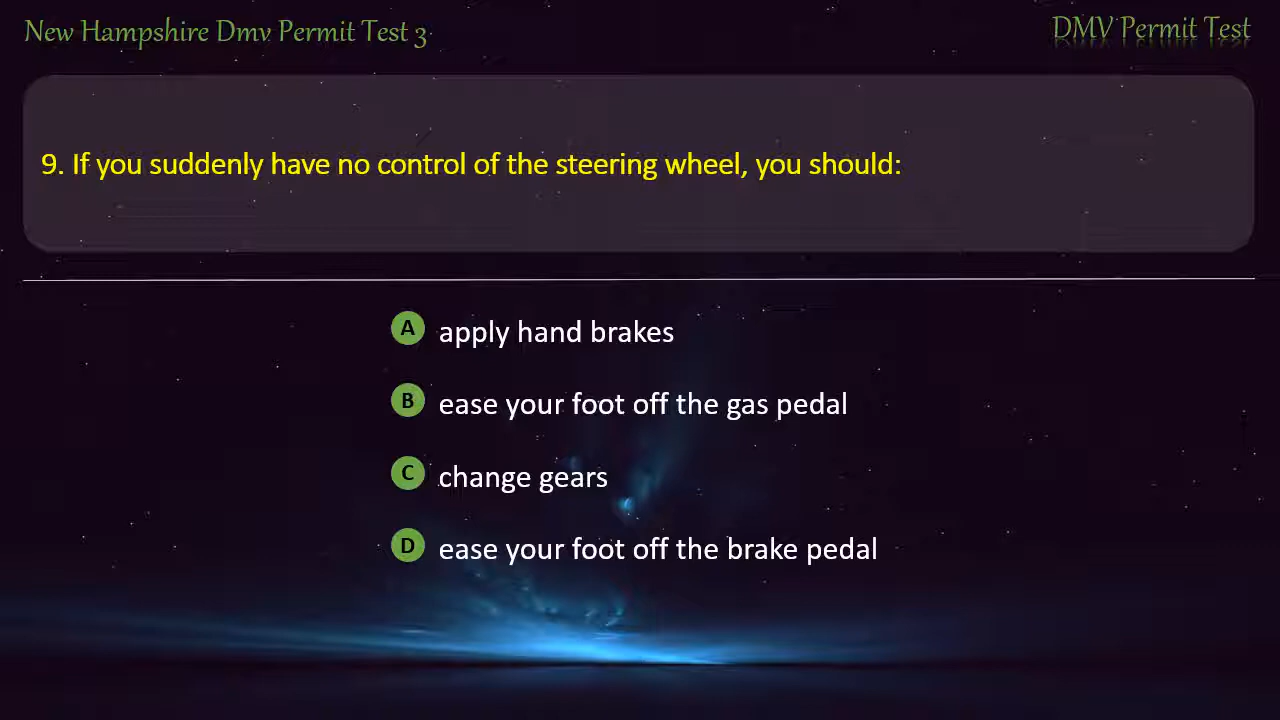 New Hampshire Dmv Permit Test 3
DMV Permit Test
9. If you suddenly have no control of the steering wheel, you should:
A apply hand brakes
B ease your foot off the gas pedal
C change gears
D ease your foot off the brake pedal